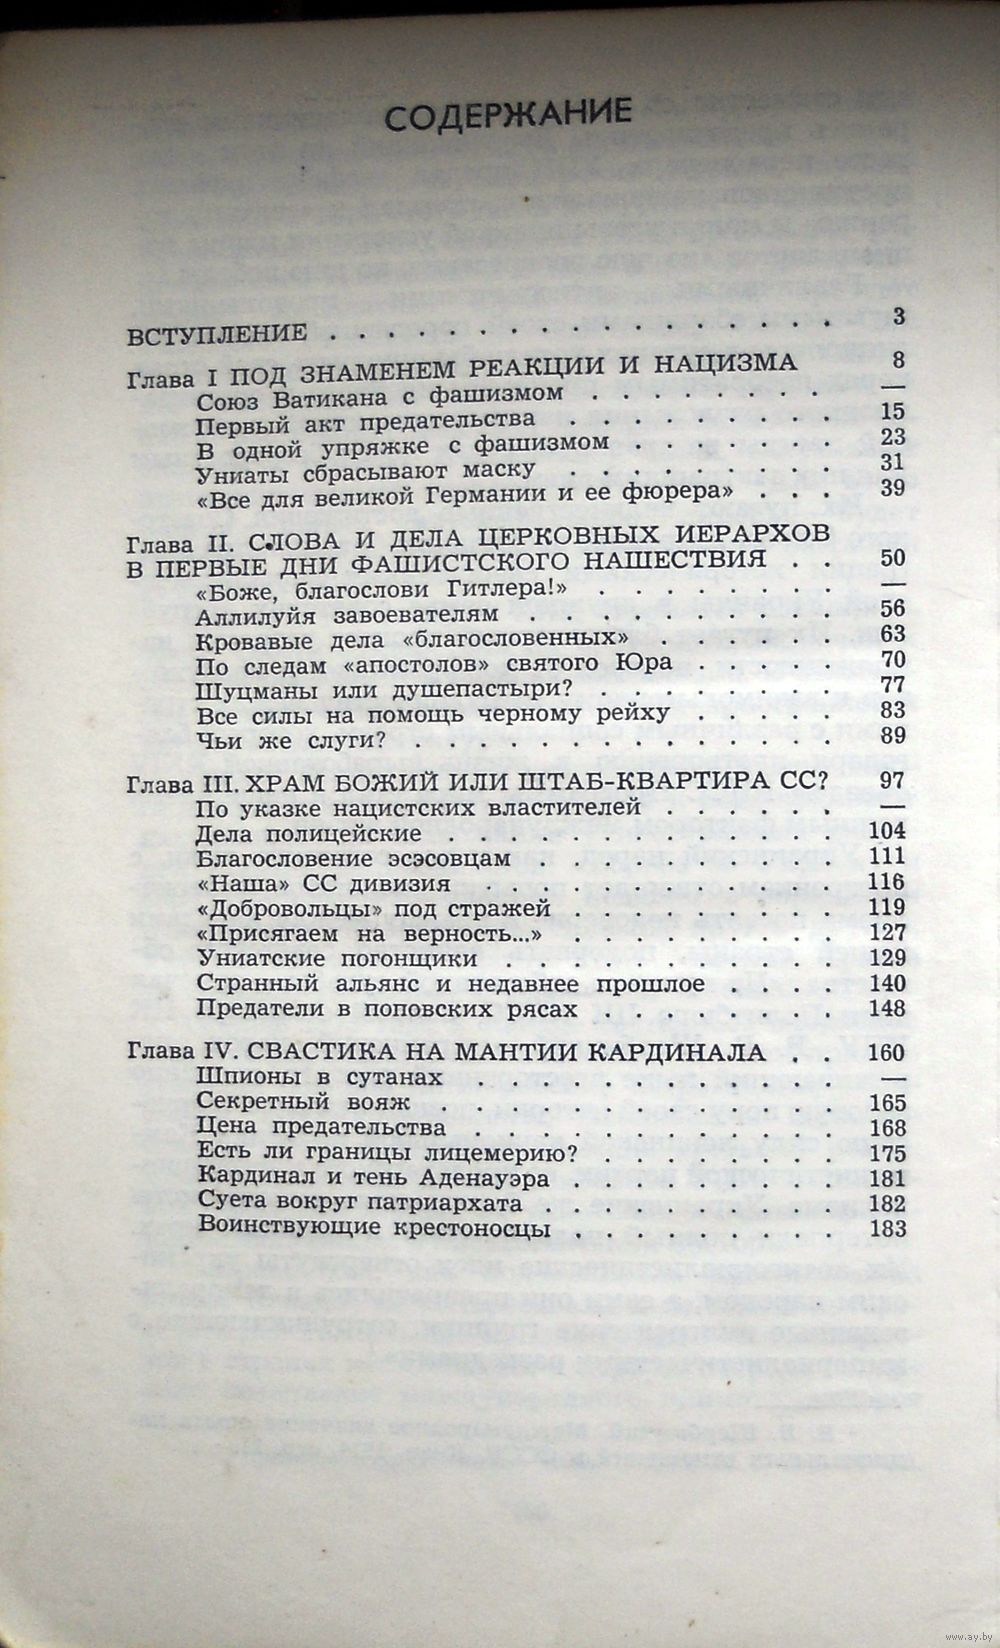 СОДЕРЖАНИЕ
ВСТУПЛЕНИЕ . . . . . . . . . . . . . . . . . 3
Глава I ПОД ЗНАМЕНЕМ РЕАКЦИИ И НАЦИЗМА 8
Союз Ватикана с фашизмом . . . . . . . . —
Первый акт предательства . . . . . . . . . 15
В одной упряжке с фашизмом . . . . . . . 23
Униаты сбрасывают маску . . . . . . . . . 31
«Все для великой Германии и ее фюрера» . . . 39
Глава II. СЛОВА И ДЕЛА ЦЕРКОВНЫХ ИЕРАРХОВ
В ПЕРВЫЕ ДНИ ФАШИСТСКОГО НАШЕСТВИЯ . . 50
«Боже, благослови Гитлера!» . . . . . . . . —
Аллилуйя завоевателям . . . . . . . . . . 56
Кровавые дела «благословенных» . . . . . . 63
По следам «апостолов» святого Юра . . . . . 70
Шуцманы или душепастыри? . . . . . . . . 77
Все силы на помощь черному рейху . . . . . 83
Чьи же слуги? . . . . . . . . . . . . . . 89
Глава III. ХРАМ БОЖИЙ ИЛИ ШТАБ-КВАРТИРА СС? 97
По указке нацистских властителей . . . . . . —
Дела полицейские . . . . . . . . . . . . . 104
Благословение эсэсовцам . . . . . . . . . . 111
«Наша» СС дивизия . . . . . . . . . . . . 116
«Добровольцы» под стражей . . . . . . . . . 119
«Присягаем на верность...» . . . . . . . . . 127
Униатские погонщики . . . . . . . . . . . 129
Странный альянс и недавнее прошлое . . . . 140
Предатели в поповских рясах . . . . . . . . 148
Глава IV. СВАСТИКА НА МАНТИИ КАРДИНАЛА . . 160
Шпионы в сутанах . . . . . . . . . . . . —
Секретный вояж . . . . . . . . . . . . . 165
Цена предательства . . . . . . . . . . . . 168
Есть ли границы лицемерию? . . . . . . . . 175
Кардинал и тень Аденауэра . . . . . . . . . 181
Суета вокруг патриархата . . . . . . . . . . 182
Воинствующие крестоносцы . . . . . . . . . 183
www.ay.by